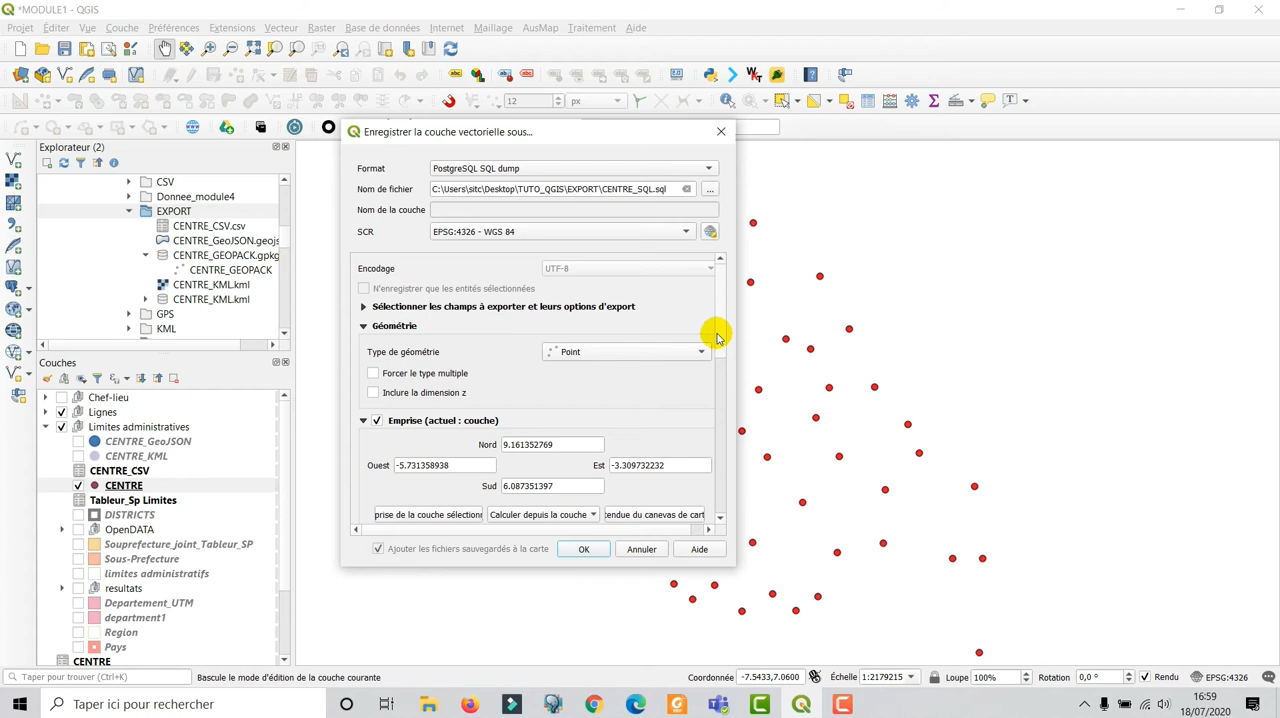 *MODULE1 - QGIS
Projet Éditer Vue Couche Préférences Extensions Vecteur Raster Base de données Internet Maillage AusMap Traitement Aide
12 px
Explorateur (2)
CSV
Donnee_module4
EXPORT
CENTRE_CSV.csv
CENTRE_GeoJSON.geojs
CENTRE_GEOPACK.gpkg
CENTRE_GEOPACK
CENTRE_KML.kml
CENTRE_KML.kml
GPS
KML
Couches
Chef-lieu
Lignes
Limites administratives
CENTRE_GeoJSON
CENTRE_KML
CENTRE_CSV
CENTRE
Tableur_Sp Limites
DISTRICTS
OpenDATA
Souprefecture_joint_Tableur_SP
Sous-Prefecture
limites administratifs
resultats
Departement_UTM
department1
Region
Pays
CENTRE
Enregistrer la couche vectorielle sous...
Format PostgreSQL SQL dump
Nom de fichier C:\Users\sitc\Desktop\TUTO_QGIS\EXPORT\CENTRE_SQL.sql ...
Nom de la couche
SCR EPSG:4326 - WGS 84
Encodage UTF-8
N'enregistrer que les entités sélectionnées
Sélectionner les champs à exporter et leurs options d'export
Géométrie
Type de géométrie Point
Forcer le type multiple
Inclure la dimension z
Emprise (actuel : couche)
Nord 9.161352769
Ouest -5.731358938 Est -3.309732232
Sud 6.087351397
prise de la couche sélection Calculer depuis la couche tendue du canevas de cart
Ajouter les fichiers sauvegardés à la carte OK Annuler Aide
Taper pour trouver (Ctrl+K) Bascule le mode d'édition de la couche courante Coordonnée -7.5433,7.0600 Échelle 1:2179215 Loupe 100% Rotation 0,0 ° Rendu EPSG:4326
Taper ici pour rechercher
16:59
18/07/2020
3